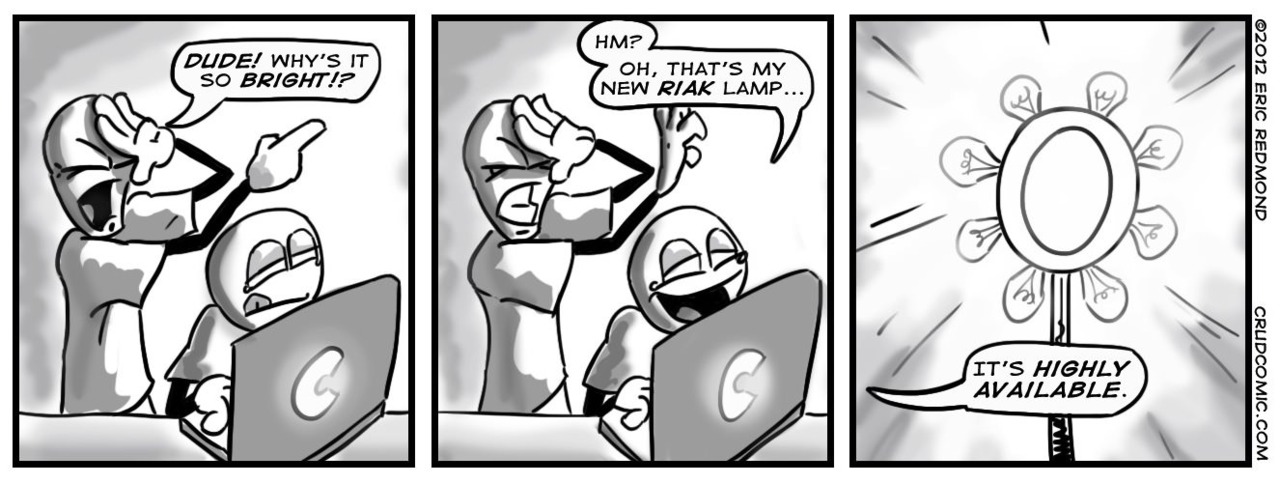 DUDE! WHY'S IT
SO BRIGHT!?
HM?
OH, THAT'S MY
NEW RIAK LAMP...
IT'S HIGHLY
AVAILABLE.
©2012 ERIC REDMOND
CRUDCOMIC.COM
C
C